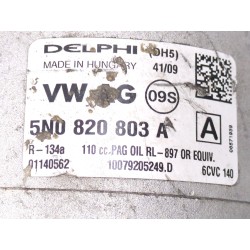 DELPHI (DH5)
MADE IN HUNGARY 41/09
VW AG 09S
5N0 820 803 A A
R-134a 110 cc.PAG OIL RL-897 OR EQUIV.
01140562 10079205249.D 6CVC 140